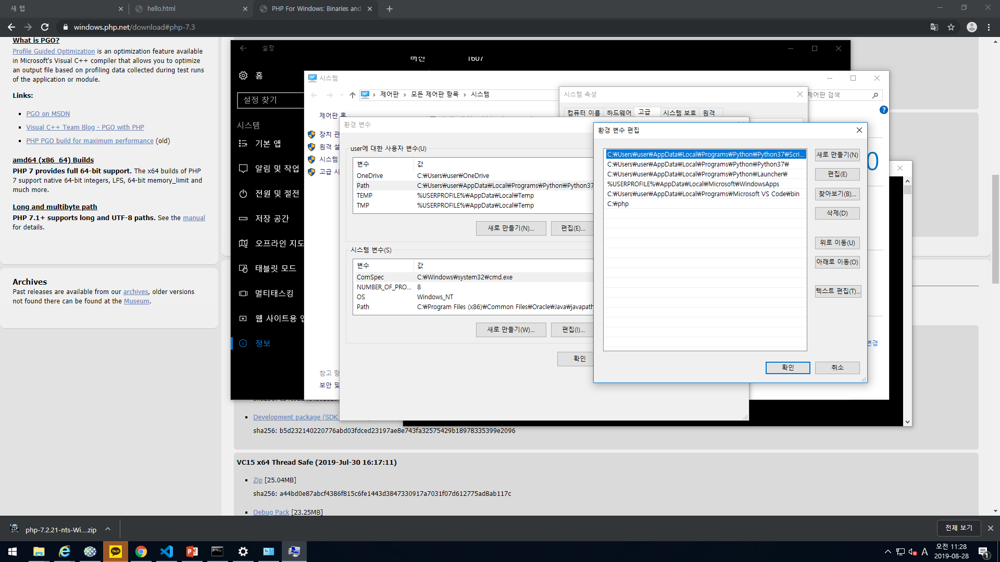 새 탭
hello.html
PHP For Windows: Binaries and
windows.php.net/download#php-7.3
What is PGO?
Profile Guided Optimization is an optimization feature available
in Microsoft's Visual C++ compiler that allows you to optimize
an output file based on profiling data collected during test runs
of the application or module.
Links:
PGO on MSDN
Visual C++ Team Blog - PGO with PHP
PHP PGO build for maximum performance (old)
amd64 (x86_64) Builds
PHP 7 provides full 64-bit support. The x64 builds of PHP
7 support native 64-bit integers, LFS, 64-bit memory_limit and
much more.
Long and multibyte path
PHP 7.1+ supports long and UTF-8 paths. See the manual
for details.
Archives
Past releases are available from our archives, older versions
not found there can be found at the Museum.
설정
버전 1607
홈
설정 찾기
시스템
기본 앱
알림 및 작업
전원 및 절전
저장 공간
오프라인 지도
태블릿 모드
멀티태스킹
웹 사이트용 앱
정보
시스템
제어판 › 모든 제어판 항목 › 시스템
제어판 검색
제어판 홈
장치 관
원격 설
시스템
고급 시
참고 항
보안 및
변경
시스템 속성
컴퓨터 이름 하드웨어 고급 시스템 보호 원격
환경 변수
user에 대한 사용자 변수(U)
변수 값
OneDrive C:₩Users₩user₩OneDrive
Path C:₩Users₩user₩AppData₩Local₩Programs₩Python₩Python37
TEMP %USERPROFILE%₩AppData₩Local₩Temp
TMP %USERPROFILE%₩AppData₩Local₩Temp
새로 만들기(N)... 편집(E)...
시스템 변수(S)
변수 값
ComSpec C:₩Windows₩system32₩cmd.exe
NUMBER_OF_PRO... 8
OS Windows_NT
Path C:₩Program Files (x86)₩Common Files₩Oracle₩Java₩javapath
새로 만들기(W)... 편집(I)...
확인
환경 변수 편집
C:₩Users₩user₩AppData₩Local₩Programs₩Python₩Python37₩Scri...
C:₩Users₩user₩AppData₩Local₩Programs₩Python₩Python37₩
C:₩Users₩user₩AppData₩Local₩Programs₩Python₩Launcher₩
%USERPROFILE%₩AppData₩Local₩Microsoft₩WindowsApps
C:₩Users₩user₩AppData₩Local₩Programs₩Microsoft VS Code₩bin
C:₩php
새로 만들기(N)
편집(E)
찾아보기(B)...
삭제(D)
위로 이동(U)
아래로 이동(O)
텍스트 편집(T)...
확인 취소
Development package (SDK
sha256: b5d232140220776abd03fdced23197ae8e743fa32575429b18978335399e2096
VC15 x64 Thread Safe (2019-Jul-30 16:17:11)
Zip [25.04MB]
sha256: a44bd0e87abcf4386f815c6fe1443d3847330917a7031f07d612775ad8ab117c
Debug Pack [23.25MB]
ZIP
php-7.2.21-nts-Wi....zip
전체 보기
TALK
A
오전 11:28
2019-08-28
1